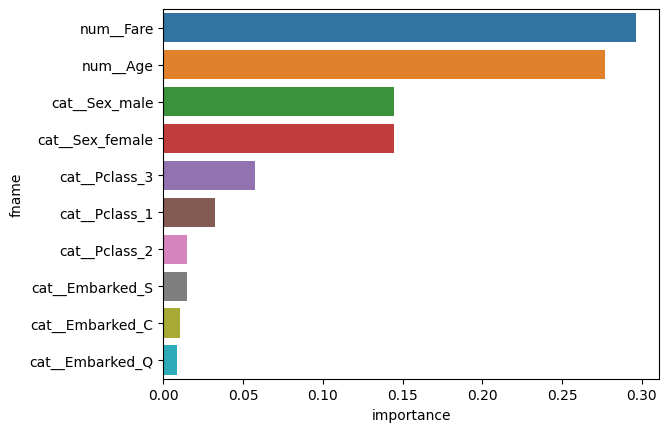 num__Fare
num__Age
cat__Sex_male
cat__Sex_female
cat__Pclass_3
cat__Pclass_1
cat__Pclass_2
cat__Embarked_S
cat__Embarked_C
cat__Embarked_Q
fname
0.00 0.05 0.10 0.15 0.20 0.25 0.30
importance